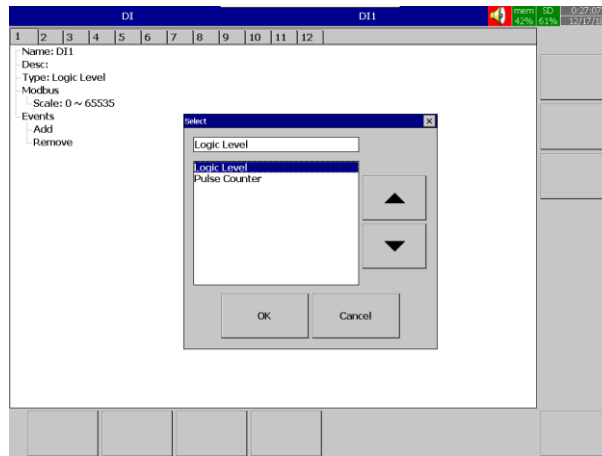 DI DI1 mem 42% SD 61% 0:27:07
1 2 3 4 5 6 7 8 9 10 11 12
Name: DI1
Desc:
Type: Logic Level
Modbus
Scale: 0 ~ 65535
Events
Add
Remove
Select
Logic Level
Logic Level
Pulse Counter
OK Cancel